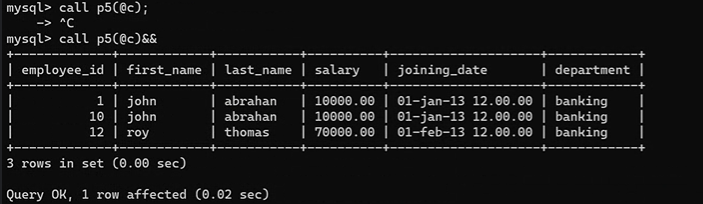 mysql> call p5(@c);
    -> ^C
mysql> call p5(@c)&&
+-------------+------------+-----------+----------+--------------------+------------+
| employee_id | first_name | last_name | salary   | joining_date       | department |
+-------------+------------+-----------+----------+--------------------+------------+
|           1 | john       | abrahan   | 10000.00 | 01-jan-13 12.00.00 | banking    |
|          10 | john       | abrahan   | 10000.00 | 01-jan-13 12.00.00 | banking    |
|          12 | roy        | thomas    | 70000.00 | 01-feb-13 12.00.00 | banking    |
+-------------+------------+-----------+----------+--------------------+------------+
3 rows in set (0.00 sec)
Query OK, 1 row affected (0.02 sec)